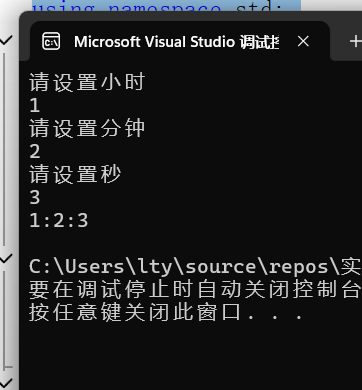 using namespace std;
Microsoft Visual Studio 调试
请设置小时
1
请设置分钟
2
请设置秒
3
1:2:3
C:\Users\lty\source\repos\实
要在调试停止时自动关闭控制台
按任意键关闭此窗口. . .